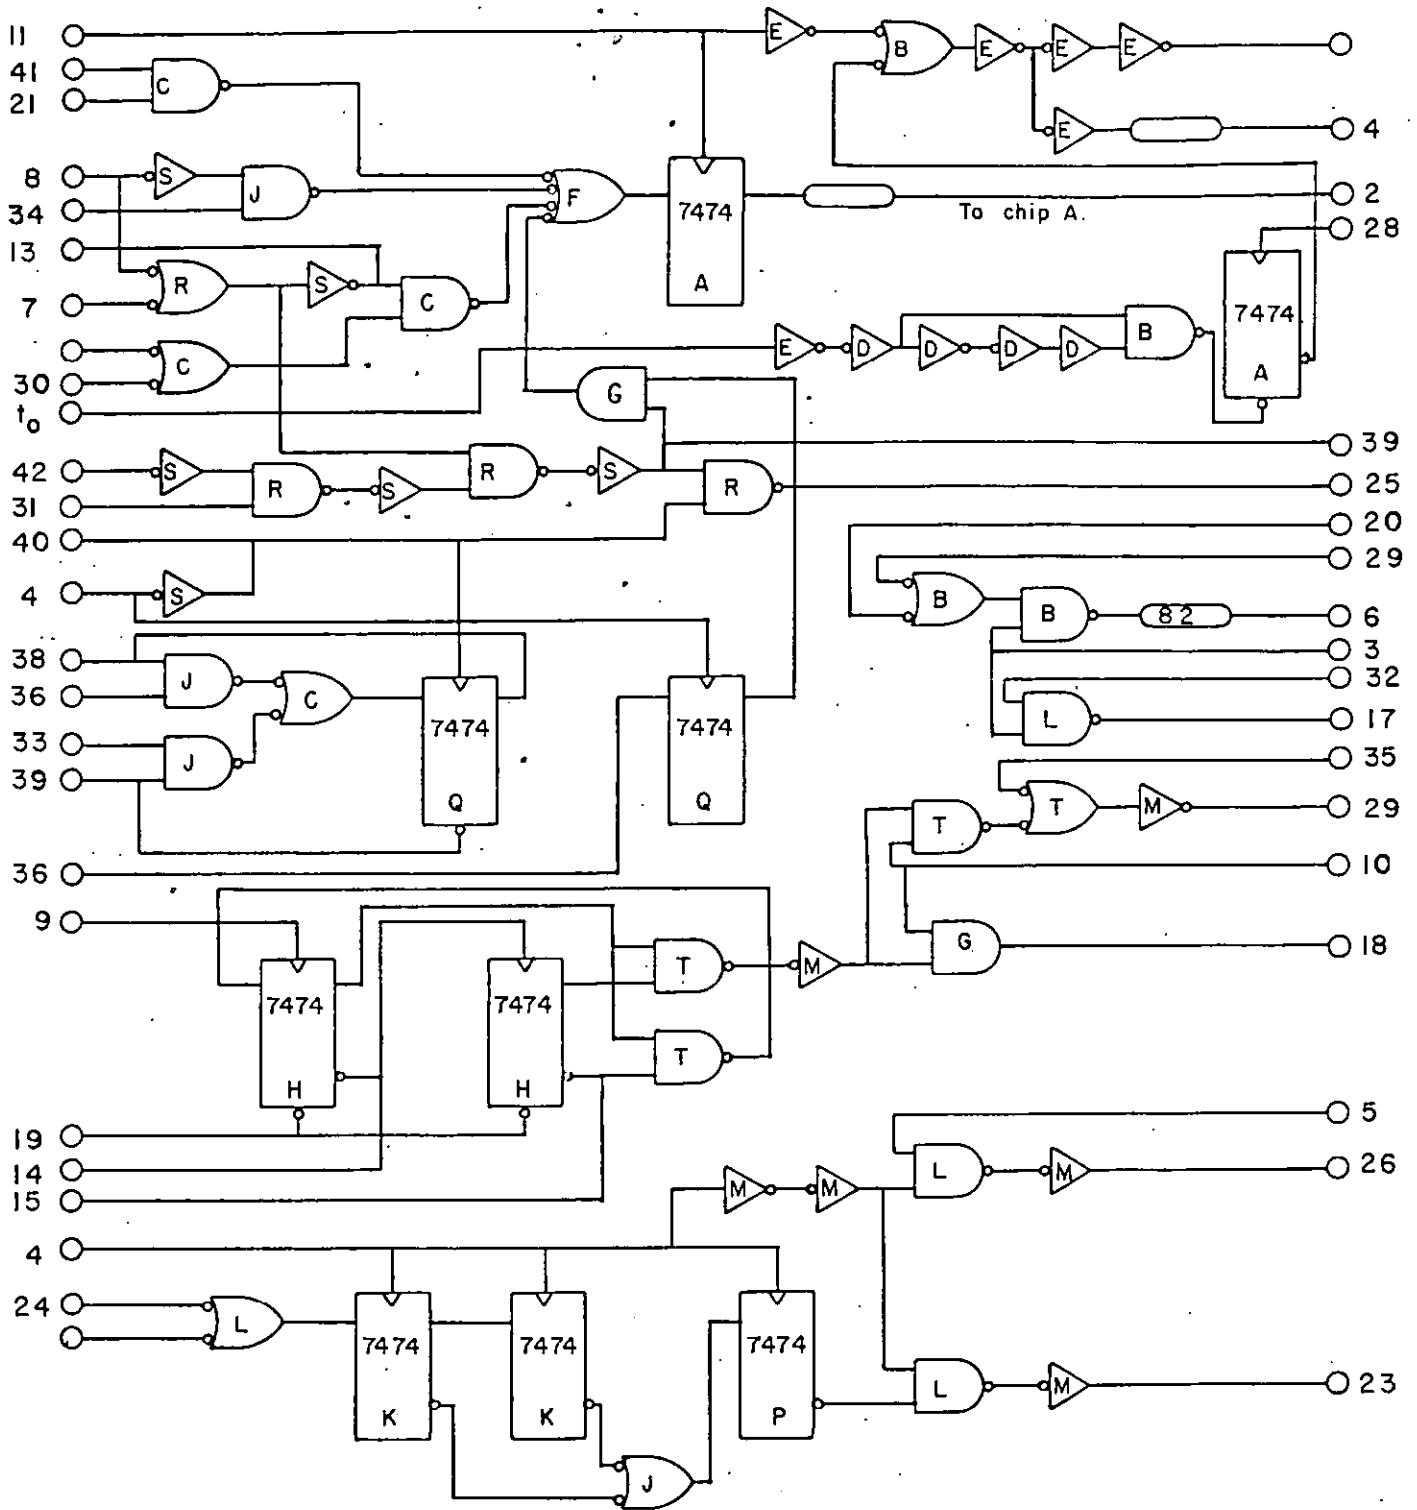 11
41
21
8
34
13
7
30
t₀
42
31
40
4
38
36
33
39
36
9
19
14
15
4
24
C
S
J
R
S
C
C
F
7474
A
E
B
E
E
E
E
4
2
To chip A.
28
7474
A
E
D
D
D
D
B
G
S
R
S
R
S
R
39
25
20
29
S
B
B
82
6
3
32
L
17
J
C
J
7474
Q
7474
Q
35
T
T
M
29
10
G
18
7474
H
7474
H
T
T
M
5
L
M
26
M
M
L
7474
K
7474
K
7474
P
J
L
M
23